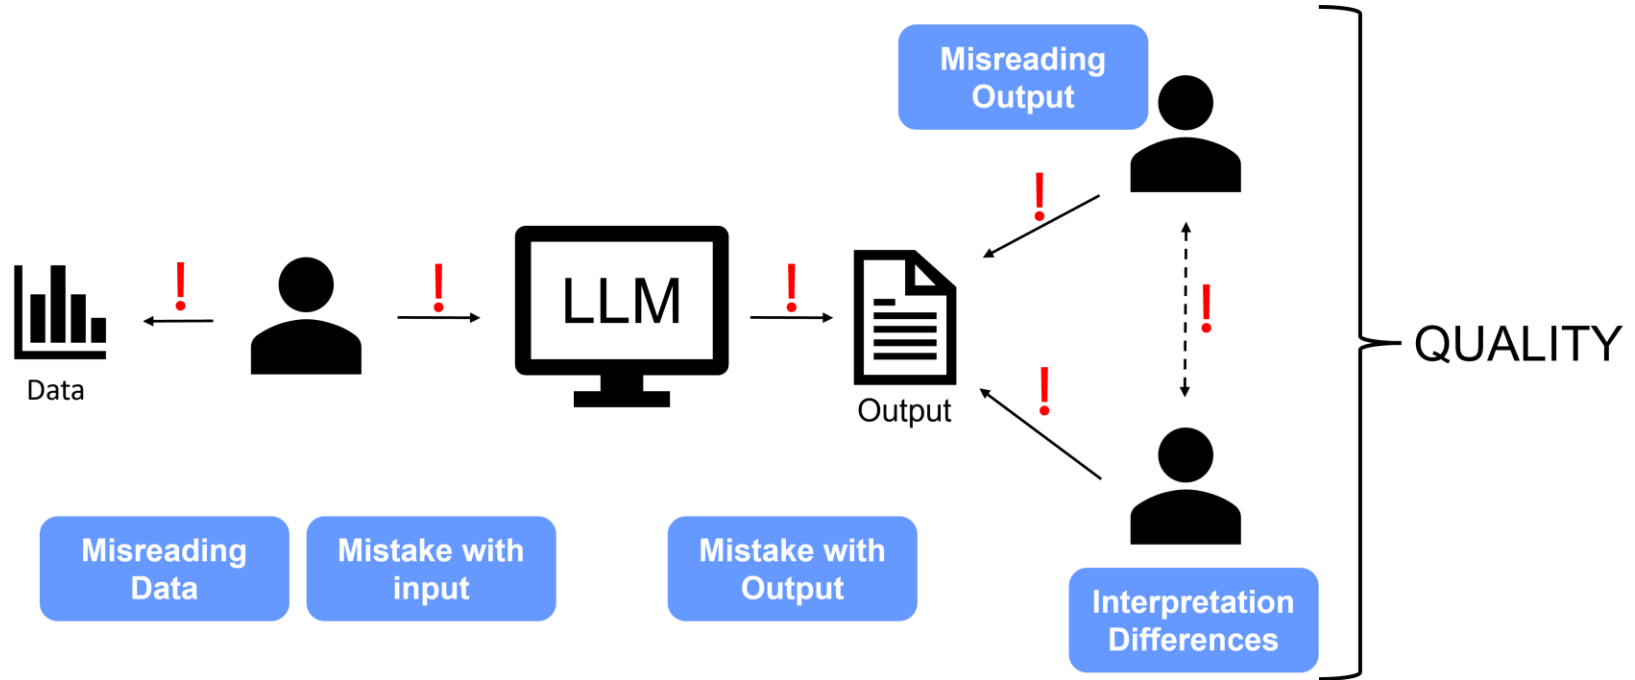 Misreading
Output
!
!
!
!
LLM
!
!
Data
Output
QUALITY
Misreading
Data
Mistake with
input
Mistake with
Output
Interpretation
Differences